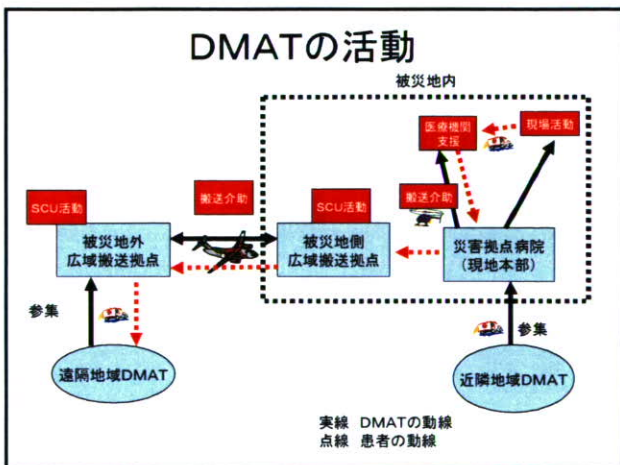 DMATの活動
被災地内
医療機関
支援
現場活動
SCU活動
搬送介助
SCU活動
搬送介助
被災地外
広域搬送拠点
被災地側
広域搬送拠点
災害拠点病院
(現地本部)
参集
参集
遠隔地域DMAT
近隣地域DMAT
実線 DMATの動線
点線 患者の動線